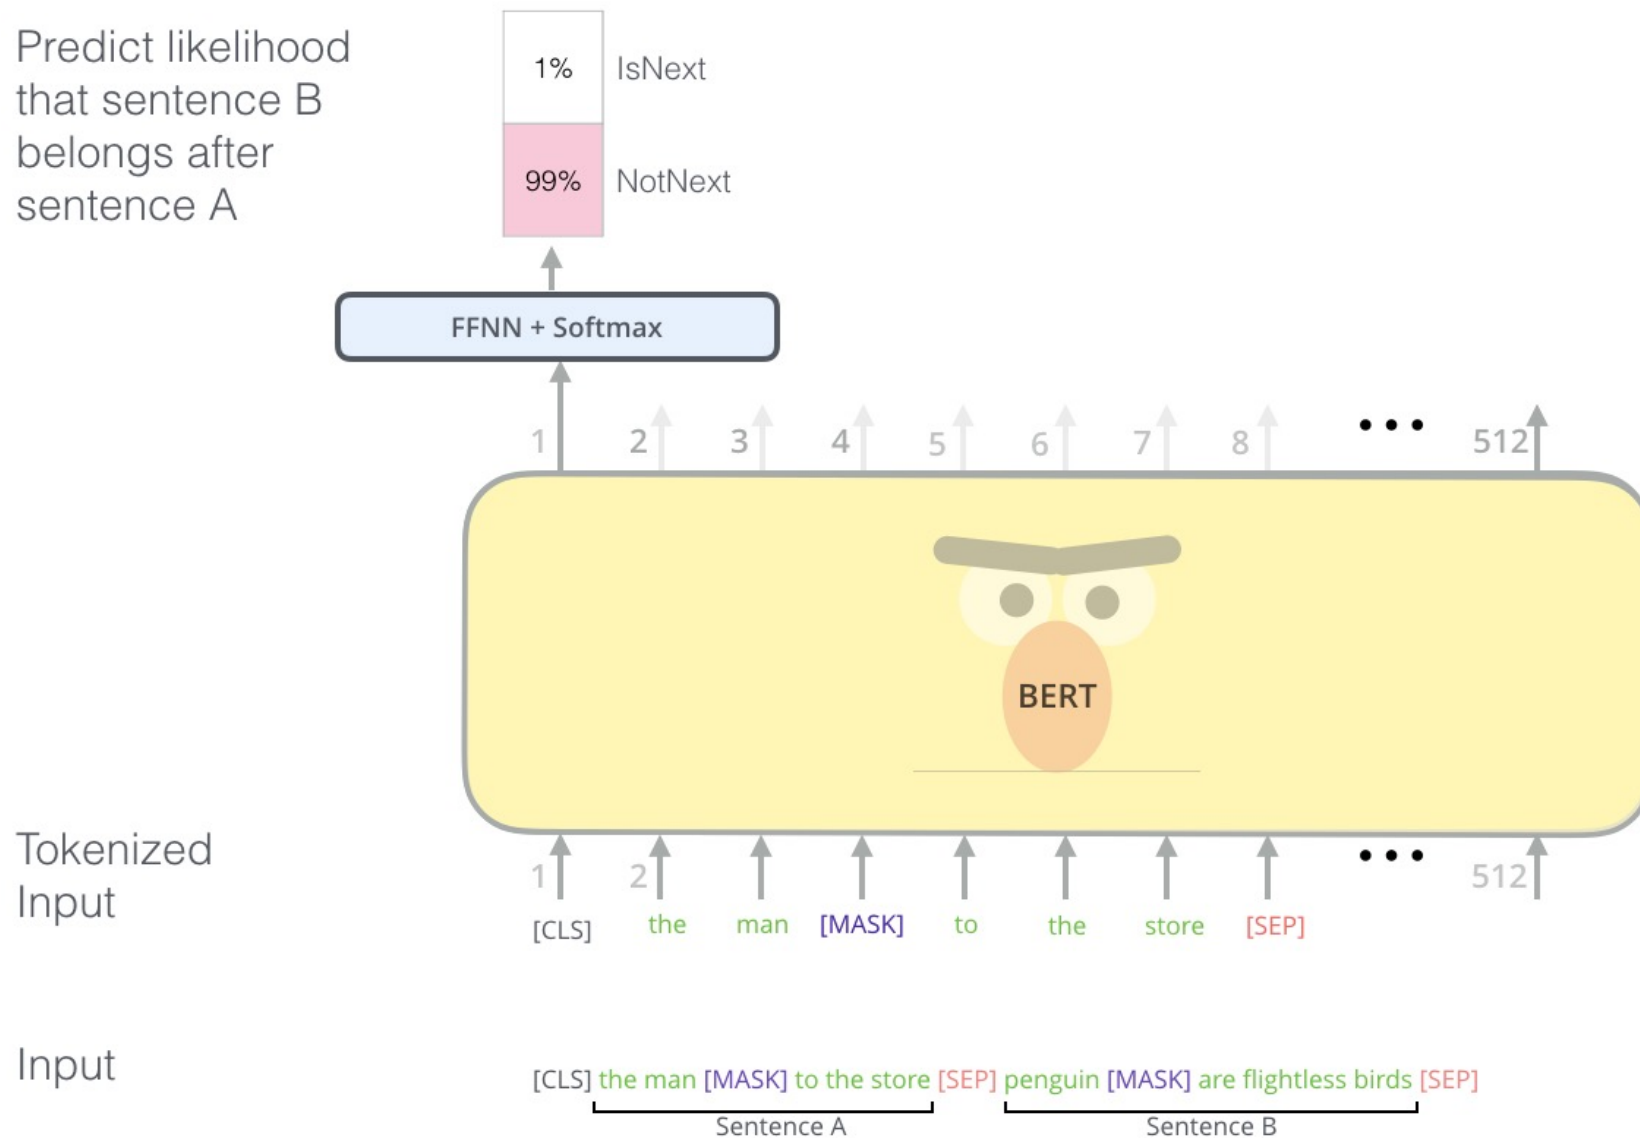 Predict likelihood
that sentence B
belongs after
sentence A
1% IsNext
99% NotNext
FFNN + Softmax
1 2 3 4 5 6 7 8 ••• 512
BERT
Tokenized
Input
1 2 ••• 512
[CLS] the man [MASK] to the store [SEP]
Input
[CLS] the man [MASK] to the store [SEP] penguin [MASK] are flightless birds [SEP]
Sentence A Sentence B